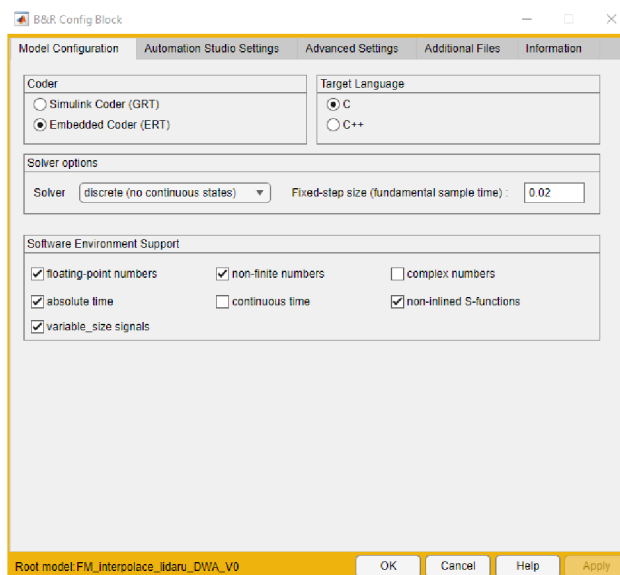 B&R Config Block
Model Configuration Automation Studio Settings Advanced Settings Additional Files Information
Coder Target Language
Simulink Coder (GRT) C
Embedded Coder (ERT) C++
Solver options
Solver discrete (no continuous states) Fixed-step size (fundamental sample time) : 0.02
Software Environment Support
floating-point numbers non-finite numbers complex numbers
absolute time continuous time non-inlined S-functions
variable_size signals
Root model:FM_interpolace_lidaru_DWA_V0 OK Cancel Help Apply